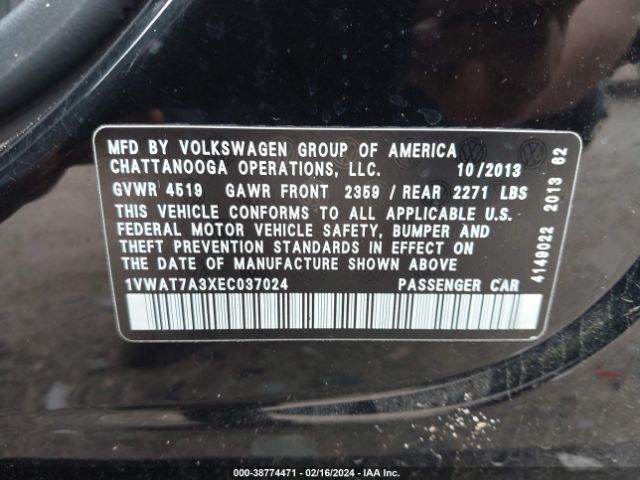 MFD BY VOLKSWAGEN GROUP OF AMERICA
CHATTANOOGA OPERATIONS, LLC. 10/2013
GVWR 4519 GAWR FRONT 2359 / REAR 2271 LBS
THIS VEHICLE CONFORMS TO ALL APPLICABLE U.S.
FEDERAL MOTOR VEHICLE SAFETY, BUMPER AND
THEFT PREVENTION STANDARDS IN EFFECT ON
THE DATE OF MANUFACTURE SHOWN ABOVE
1VWAT7A3XEC037024 PASSENGER CAR
4149022 2013 62
000-38774471 - 02/16/2024 - IAA Inc.